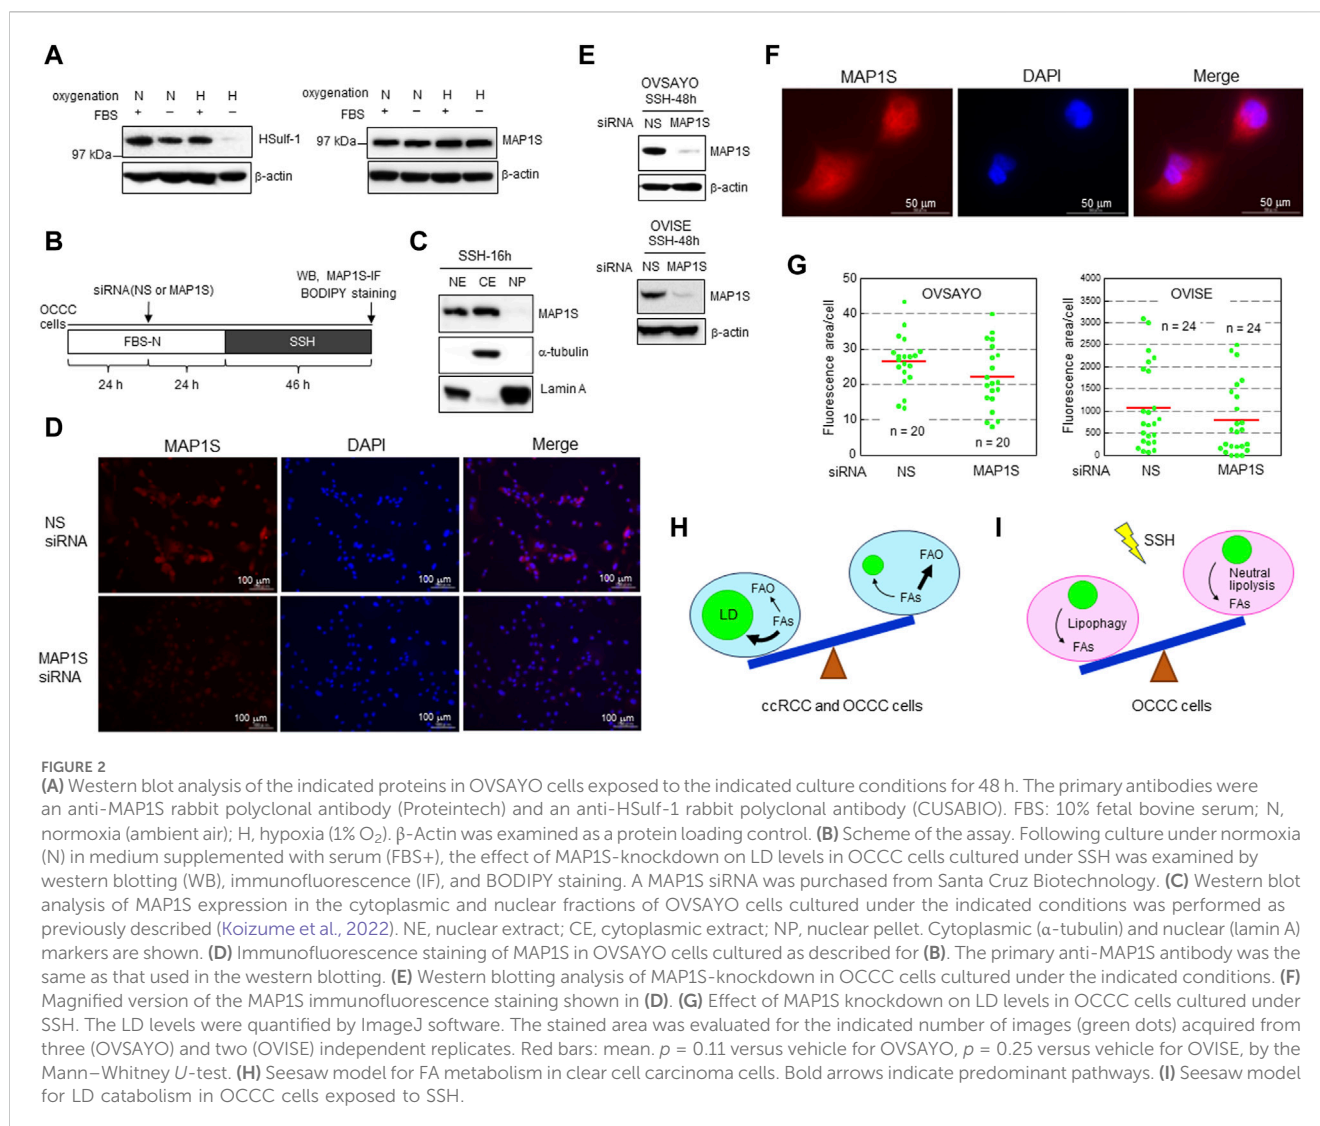 A
oxygenation N N H H
FBS + − + −
HSulf-1
97 kDa
β-actin
oxygenation N N H H
FBS + − + −
97 kDa
MAP1S
β-actin
B
siRNA(NS or MAP1S)
WB, MAP1S-IF
BODIPY staining
OCCC
cells
FBS-N
SSH
24 h
24 h
46 h
C
SSH-16h
NE CE NP
MAP1S
α-tubulin
Lamin A
D
MAP1S DAPI Merge
NS
siRNA
100 µm
100 µm
100 µm
MAP1S
siRNA
100 µm
100 µm
100 µm
E
OVSAYO
SSH-48h
siRNA NS MAP1S
MAP1S
β-actin
OVISE
SSH-48h
siRNA NS MAP1S
MAP1S
β-actin
F
MAP1S DAPI Merge
50 µm
50 µm
50 µm
G
Fluorescence area/cell
50
40
30
20
10
0
OVSAYO
n = 20
n = 20
siRNA NS MAP1S
Fluorescence area/cell
4000
3500
3000
2500
2000
1500
1000
500
0
OVISE
n = 24
n = 24
siRNA NS MAP1S
H
LD
FAO
FAs
FAO
FAs
ccRCC and OCCC cells
I
SSH
Lipophagy
FAs
Neutral
lipolysis
FAs
OCCC cells
FIGURE 2
(A) Western blot analysis of the indicated proteins in OVSAYO cells exposed to the indicated culture conditions for 48 h. The primary antibodies were
an anti-MAP1S rabbit polyclonal antibody (Proteintech) and an anti-HSulf-1 rabbit polyclonal antibody (CUSABIO). FBS: 10% fetal bovine serum; N,
normoxia (ambient air); H, hypoxia (1% O₂). β-Actin was examined as a protein loading control. (B) Scheme of the assay. Following culture under normoxia
(N) in medium supplemented with serum (FBS+), the effect of MAP1S-knockdown on LD levels in OCCC cells cultured under SSH was examined by
western blotting (WB), immunofluorescence (IF), and BODIPY staining. A MAP1S siRNA was purchased from Santa Cruz Biotechnology. (C) Western blot
analysis of MAP1S expression in the cytoplasmic and nuclear fractions of OVSAYO cells cultured under the indicated conditions was performed as
previously described (Koizume et al., 2022). NE, nuclear extract; CE, cytoplasmic extract; NP, nuclear pellet. Cytoplasmic (α-tubulin) and nuclear (lamin A)
markers are shown. (D) Immunofluorescence staining of MAP1S in OVSAYO cells cultured as described for (B). The primary anti-MAP1S antibody was the
same as that used in the western blotting. (E) Western blotting analysis of MAP1S-knockdown in OCCC cells cultured under the indicated conditions. (F)
Magnified version of the MAP1S immunofluorescence staining shown in (D). (G) Effect of MAP1S knockdown on LD levels in OCCC cells cultured under
SSH. The LD levels were quantified by ImageJ software. The stained area was evaluated for the indicated number of images (green dots) acquired from
three (OVSAYO) and two (OVISE) independent replicates. Red bars: mean. p = 0.11 versus vehicle for OVSAYO, p = 0.25 versus vehicle for OVISE, by the
Mann–Whitney U-test. (H) Seesaw model for FA metabolism in clear cell carcinoma cells. Bold arrows indicate predominant pathways. (I) Seesaw model
for LD catabolism in OCCC cells exposed to SSH.